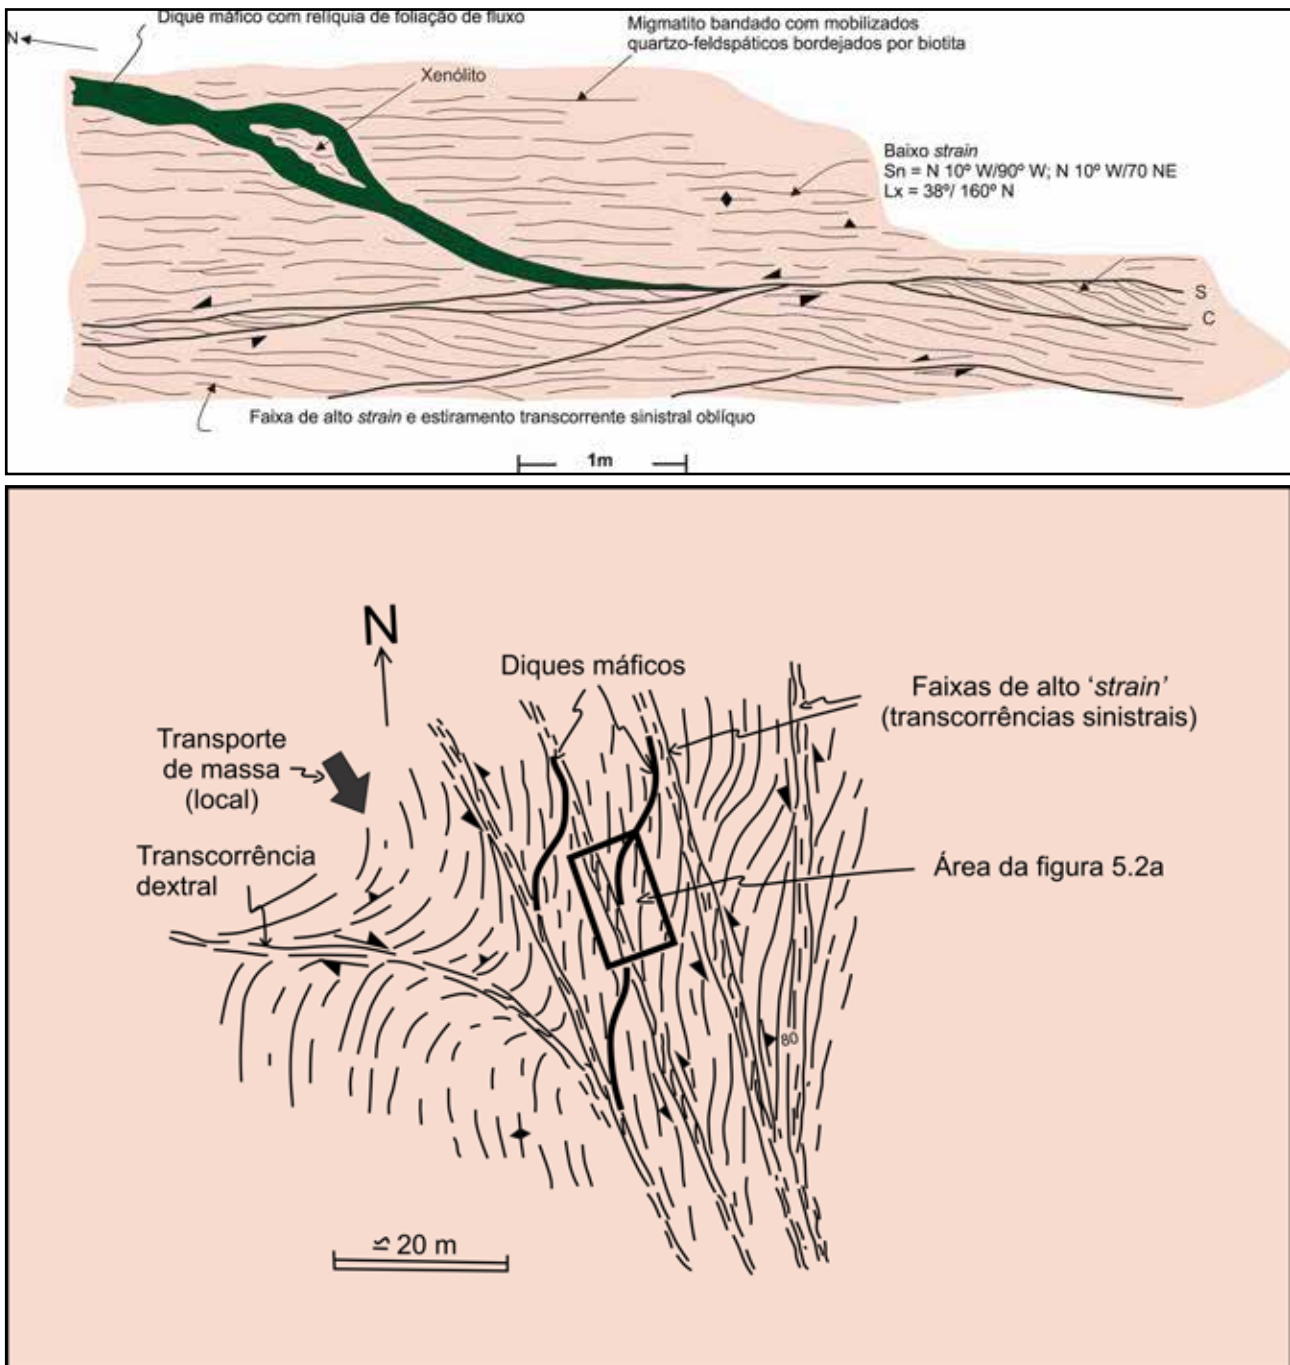 Dique máfico com relíquia de foliação de fluxo
Migmatito bandado com mobilizados
quartzo-feldspáticos bordejados por biotita
N
Xenólito
Baixo strain
Sn = N 10º W/90º W; N 10º W/70 NE
Lx = 38º/ 160º N
S
C
Faixa de alto strain e estiramento transcorrente sinistral oblíquo
1m
N
Diques máficos
Faixas de alto ‘strain’
(transcorrências sinistrais)
Transporte
de massa
(local)
Transcorrência
dextral
Área da figura 5.2a
80
≃ 20 m